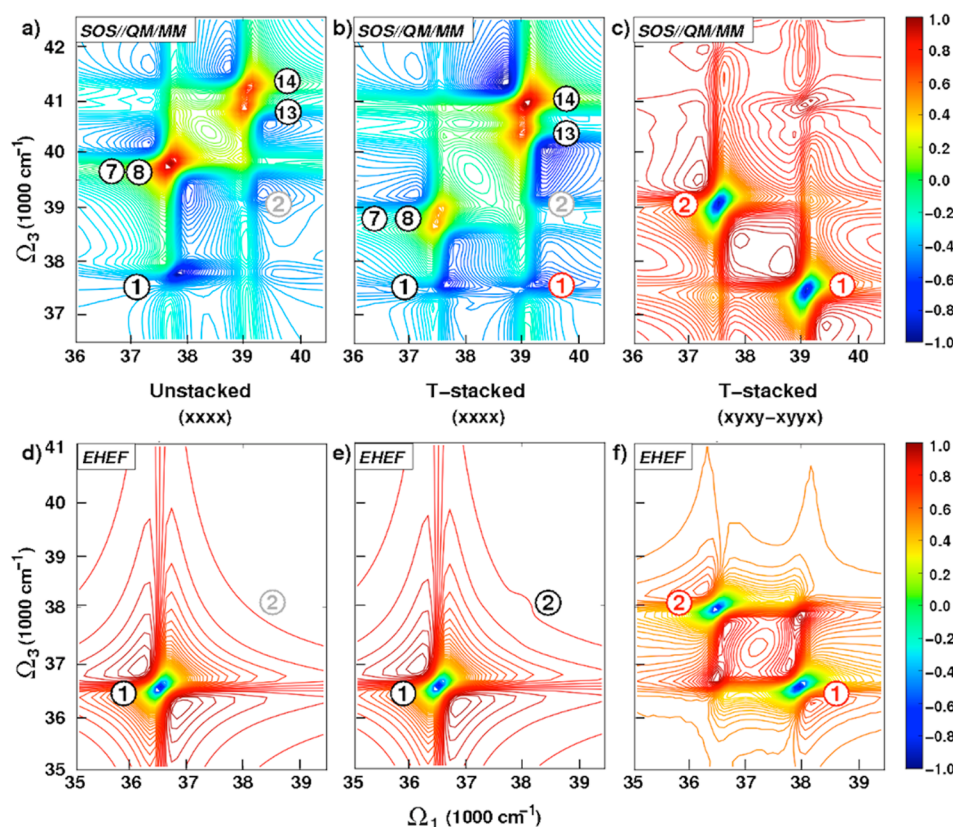 a) SOS//QM/MM
b) SOS//QM/MM
c) SOS//QM/MM
1.0
0.8
0.6
0.4
0.2
0.0
−0.2
−0.4
−0.6
−0.8
−1.0
Ω3 (1000 cm−1)
42
41
40
39
38
37
14
13
7 8
2
1
14
13
7 8
2
1
1
2
1
36 37 38 39 40
36 37 38 39 40
36 37 38 39 40
Unstacked
(xxxx)
T−stacked
(xxxx)
T−stacked
(xyxy−xyyx)
d) EHEF
e) EHEF
f) EHEF
1.0
0.8
0.6
0.4
0.2
0.0
−0.2
−0.4
−0.6
−0.8
−1.0
Ω3 (1000 cm−1)
41
40
39
38
37
36
35
2
1
2
1
2
1
35 36 37 38 39
35 36 37 38 39
35 36 37 38 39
Ω1 (1000 cm−1)